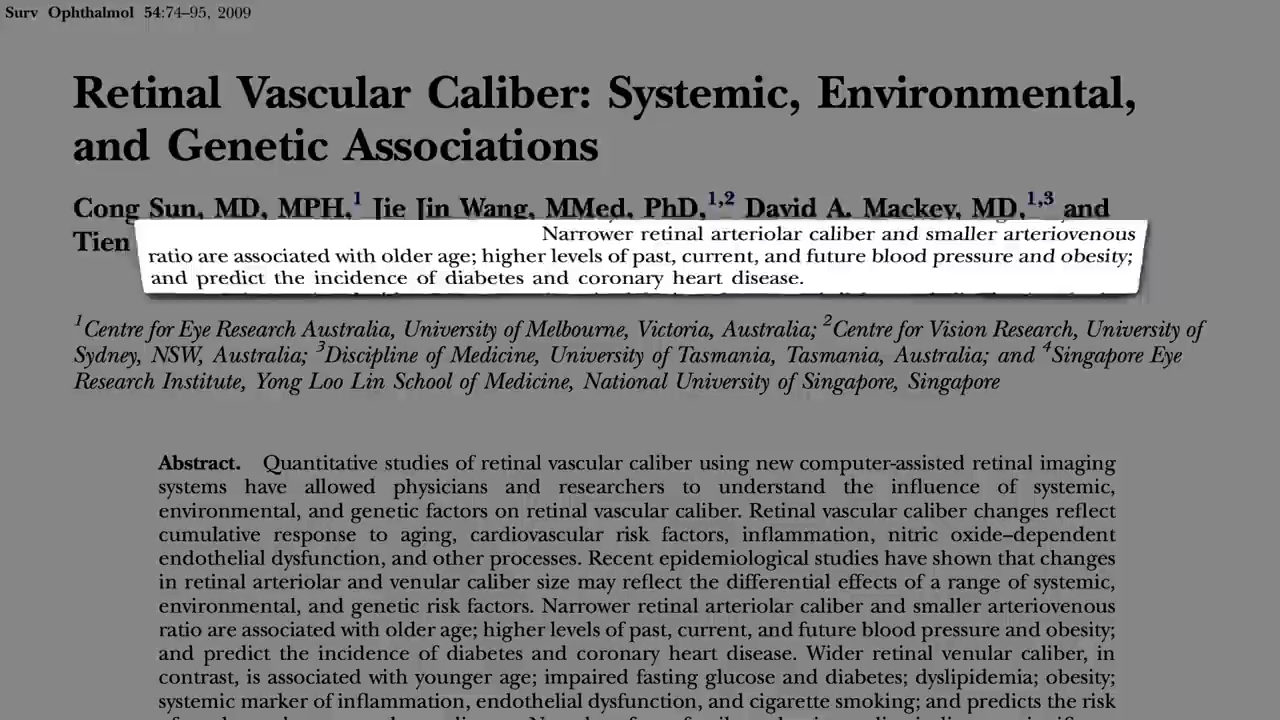 Surv Ophthalmol 54:74–95, 2009
Retinal Vascular Caliber: Systemic, Environmental,
and Genetic Associations
Cong Sun, MD, MPH,1 Jie Jin Wang, MMed, PhD,1,2 David A. Mackey, MD,1,3 and
Tien
Narrower retinal arteriolar caliber and smaller arteriovenous
ratio are associated with older age; higher levels of past, current, and future blood pressure and obesity;
and predict the incidence of diabetes and coronary heart disease.
1Centre for Eye Research Australia, University of Melbourne, Victoria, Australia; 2Centre for Vision Research, University of
Sydney, NSW, Australia; 3Discipline of Medicine, University of Tasmania, Tasmania, Australia; and 4Singapore Eye
Research Institute, Yong Loo Lin School of Medicine, National University of Singapore, Singapore
Abstract. Quantitative studies of retinal vascular caliber using new computer-assisted retinal imaging
systems have allowed physicians and researchers to understand the influence of systemic,
environmental, and genetic factors on retinal vascular caliber. Retinal vascular caliber changes reflect
cumulative response to aging, cardiovascular risk factors, inflammation, nitric oxide–dependent
endothelial dysfunction, and other processes. Recent epidemiological studies have shown that changes
in retinal arteriolar and venular caliber size may reflect the differential effects of a range of systemic,
environmental, and genetic risk factors. Narrower retinal arteriolar caliber and smaller arteriovenous
ratio are associated with older age; higher levels of past, current, and future blood pressure and obesity;
and predict the incidence of diabetes and coronary heart disease. Wider retinal venular caliber, in
contrast, is associated with younger age; impaired fasting glucose and diabetes; dyslipidemia; obesity;
systemic marker of inflammation, endothelial dysfunction, and cigarette smoking; and predicts the risk